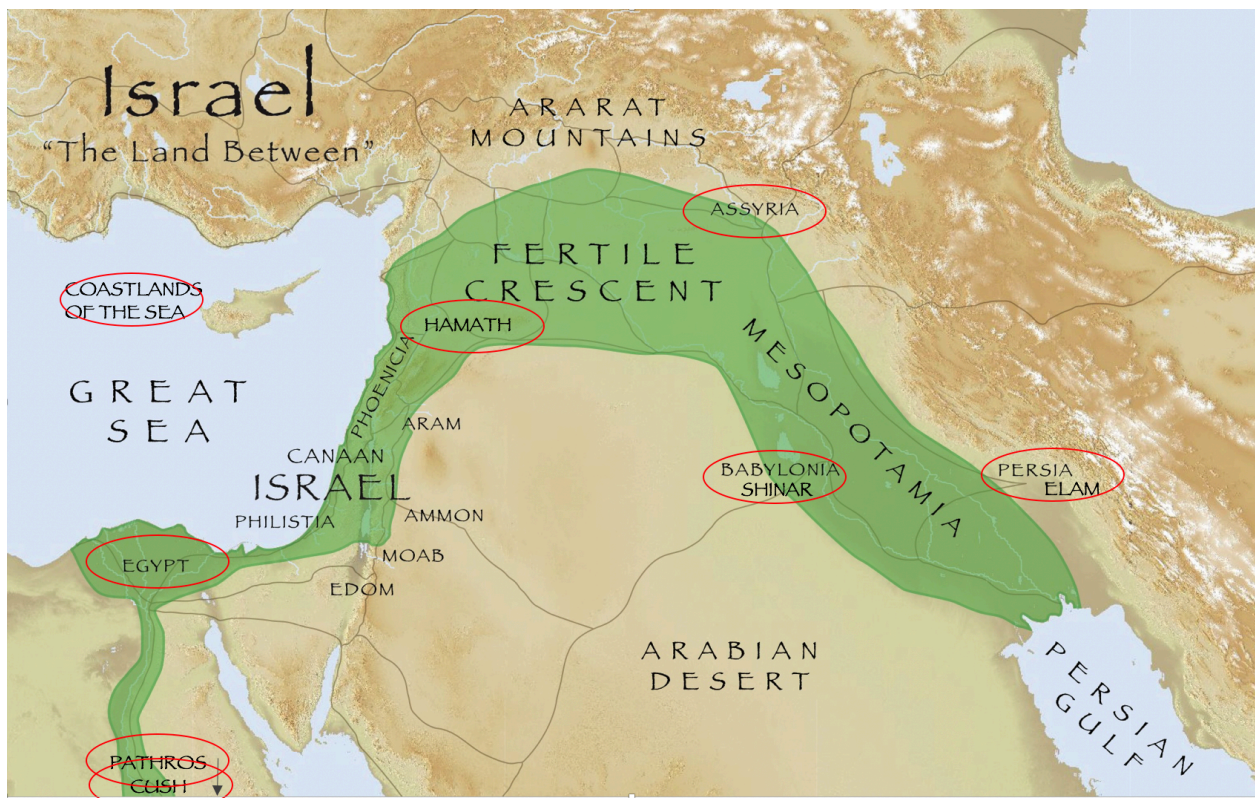 Israel
"The Land Between"
ARARAT
MOUNTAINS
ASSYRIA
FERTILE
CRESCENT
COASTLANDS
OF THE SEA
HAMATH
MESOPOTAMIA
PHOENICIA
GREAT
SEA
ARAM
CANAAN
ISRAEL
BABYLONIA
SHINAR
PERSIA
ELAM
PHILISTIA
AMMON
MOAB
EGYPT
EDOM
ARABIAN
DESERT
PERSIAN
GULF
PATHROS
CUSH